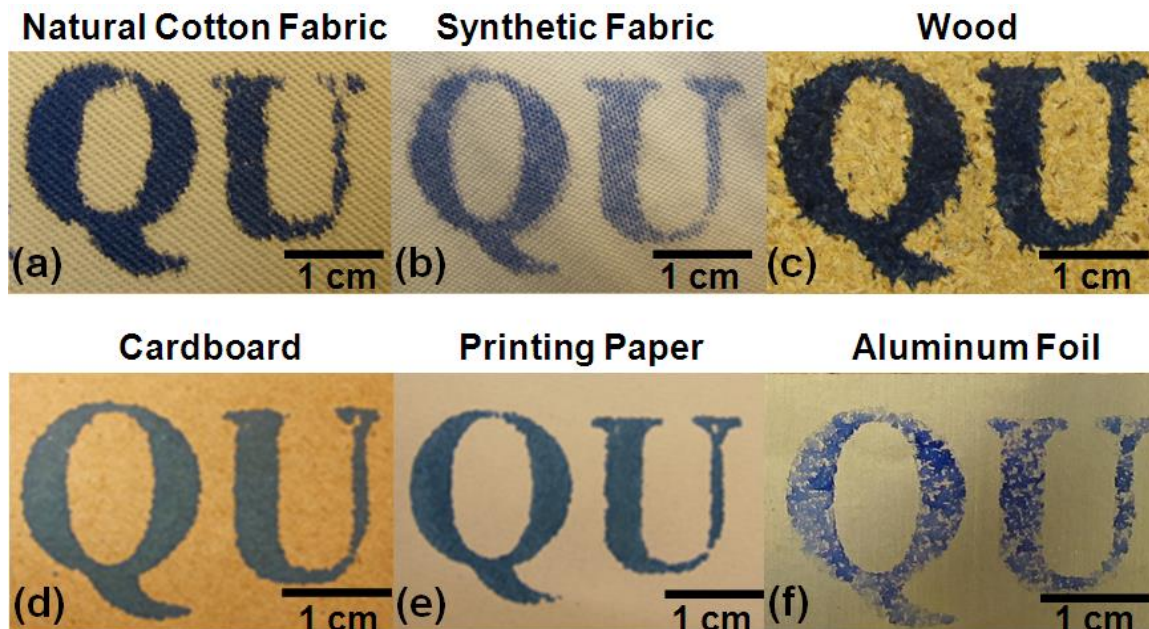 Natural Cotton Fabric Synthetic Fabric Wood
QU QU QU
(a) 1 cm (b) 1 cm (c) 1 cm
Cardboard Printing Paper Aluminum Foil
QU QU QU
(d) 1 cm (e) 1 cm (f) 1 cm